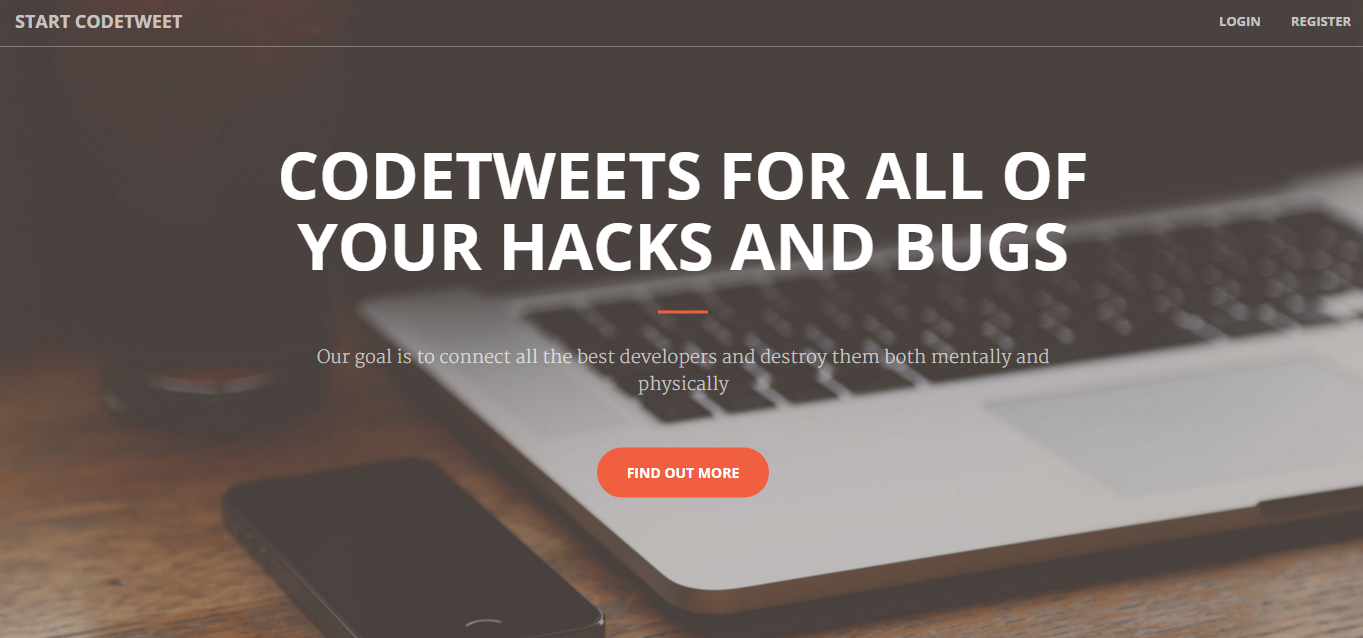 START CODETWEET
LOGIN REGISTER
CODETWEETS FOR ALL OF
YOUR HACKS AND BUGS
Our goal is to connect all the best developers and destroy them both mentally and
physically
FIND OUT MORE